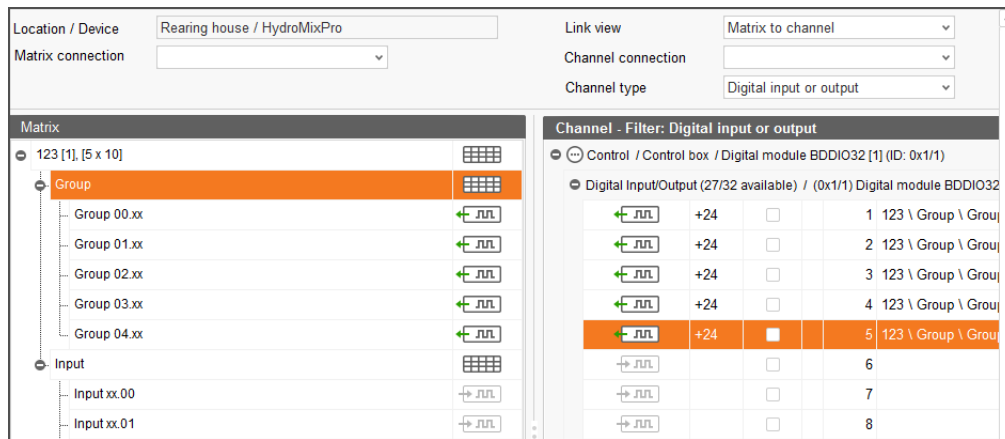 Location / Device Rearing house / HydroMixPro Link view Matrix to channel
Matrix connection Channel connection
Channel type Digital input or output
Matrix Channel - Filter: Digital input or output
123 [1], [5 x 10] Control / Control box / Digital module BDDIO32 [1] (ID: 0x1/1)
Group Digital Input/Output (27/32 available) / (0x1/1) Digital module BDDIO32
Group 00.xx +24 1 123 \ Group \ Grou
Group 01.xx +24 2 123 \ Group \ Grou
Group 02.xx +24 3 123 \ Group \ Grou
Group 03.xx +24 4 123 \ Group \ Grou
Group 04.xx +24 5 123 \ Group \ Grou
Input 6
Input xx.00 7
Input xx.01 8